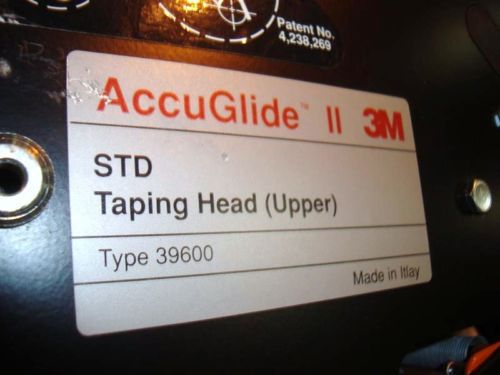 Patent No.
4,238,269
AccuGlide™ II 3M
STD
Taping Head (Upper)
Type 39600
Made in Itlay